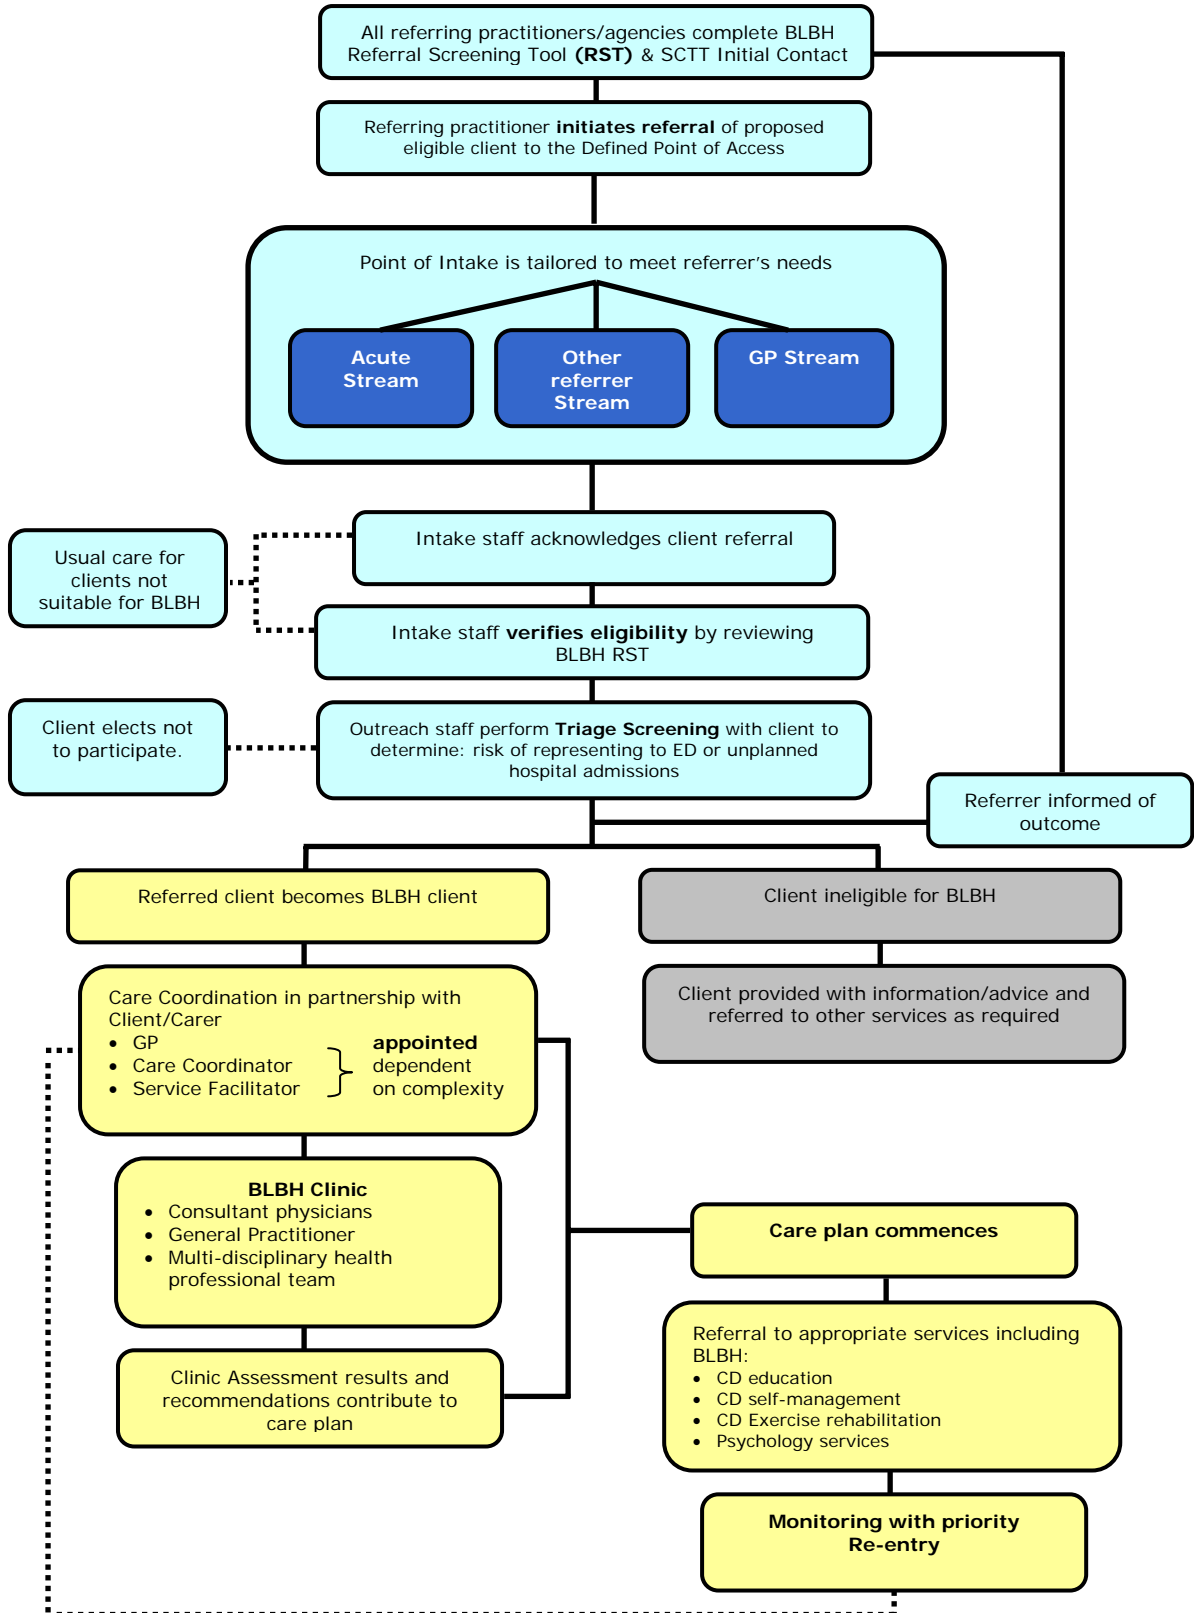 All referring practitioners/agencies complete BLBH
Referral Screening Tool (RST) & SCTT Initial Contact
Referring practitioner initiates referral of proposed
eligible client to the Defined Point of Access
Point of Intake is tailored to meet referrer's needs
Acute
Stream
Other
referrer
Stream
GP Stream
Intake staff acknowledges client referral
Usual care for
clients not
suitable for BLBH
Intake staff verifies eligibility by reviewing
BLBH RST
Client elects not
to participate.
Outreach staff perform Triage Screening with client to
determine: risk of representing to ED or unplanned
hospital admissions
Referrer informed of
outcome
Referred client becomes BLBH client
Client ineligible for BLBH
Care Coordination in partnership with
Client/Carer
• GP
• Care Coordinator
• Service Facilitator
appointed
dependent
on complexity
Client provided with information/advice and
referred to other services as required
BLBH Clinic
• Consultant physicians
• General Practitioner
• Multi-disciplinary health
professional team
Care plan commences
Clinic Assessment results and
recommendations contribute to
care plan
Referral to appropriate services including
BLBH:
• CD education
• CD self-management
• CD Exercise rehabilitation
• Psychology services
Monitoring with priority
Re-entry